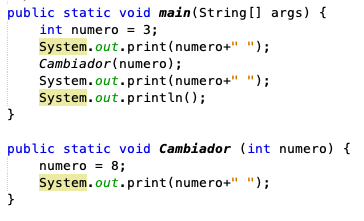 public static void main(String[] args) {
    int numero = 3;
    System.out.print(numero+" ");
    Cambiador(numero);
    System.out.print(numero+" ");
    System.out.println();
}

public static void Cambiador (int numero) {
    numero = 8;
    System.out.print(numero+" ");
}